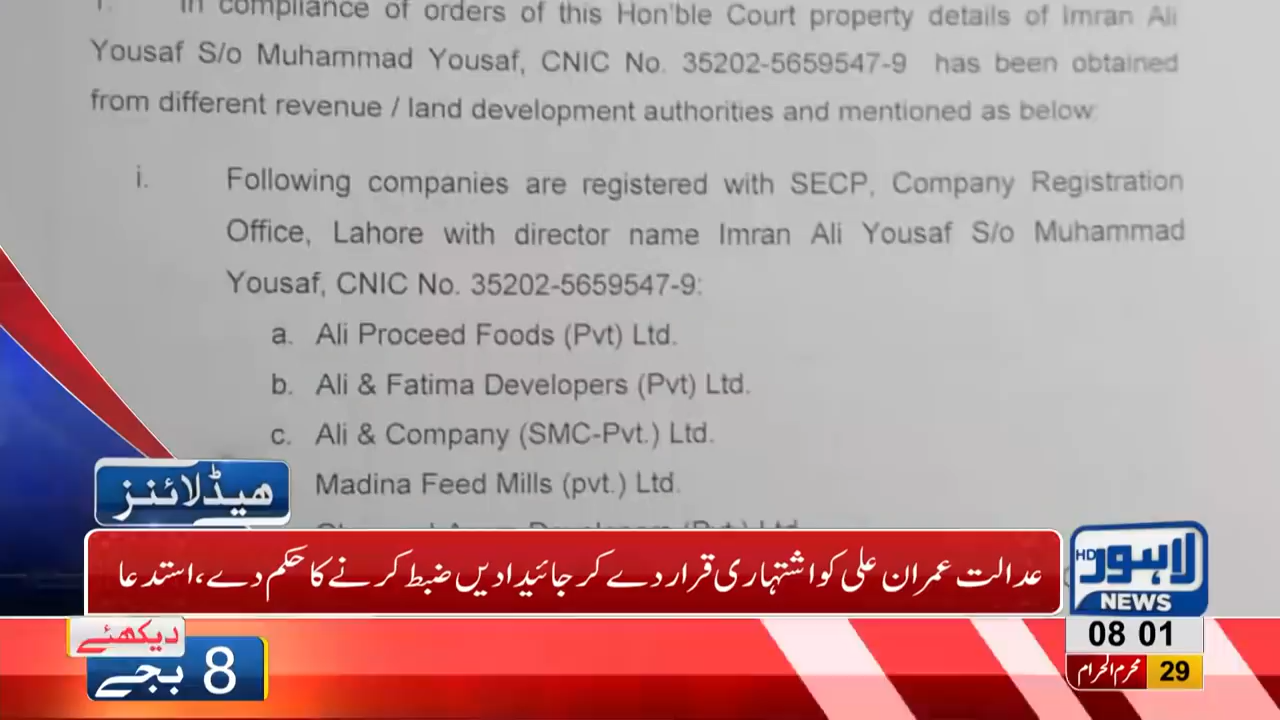 1. In compliance of orders of this Hon'ble Court property details of Imran Ali
Yousaf S/o Muhammad Yousaf, CNIC No. 35202-5659547-9 has been obtained
from different revenue / land development authorities and mentioned as below:
i. Following companies are registered with SECP, Company Registration
Office, Lahore with director name Imran Ali Yousaf S/o Muhammad
Yousaf, CNIC No. 35202-5659547-9:
a. Ali Proceed Foods (Pvt) Ltd.
b. Ali & Fatima Developers (Pvt) Ltd.
c. Ali & Company (SMC-Pvt.) Ltd.
Madina Feed Mills (pvt.) Ltd.
Developers (Pvt.) Ltd
ھیڈلائنز
عدالت عمران علی کو اشتہاری قرار دے کر جائیدادیں ضبط کرنے کا حکم دے، استدعا
لاہور HD
NEWS
08 01
29 محرم الحرام
دیکھئے
8 بجے